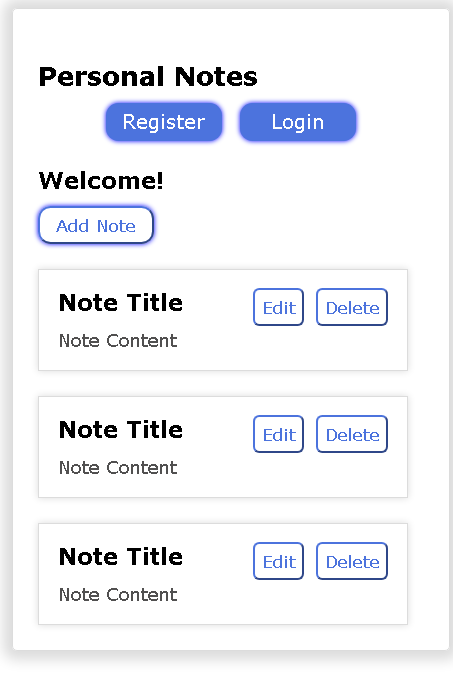 Personal Notes
Register Login
Welcome!
Add Note
Note Title Edit Delete
Note Content
Note Title Edit Delete
Note Content
Note Title Edit Delete
Note Content